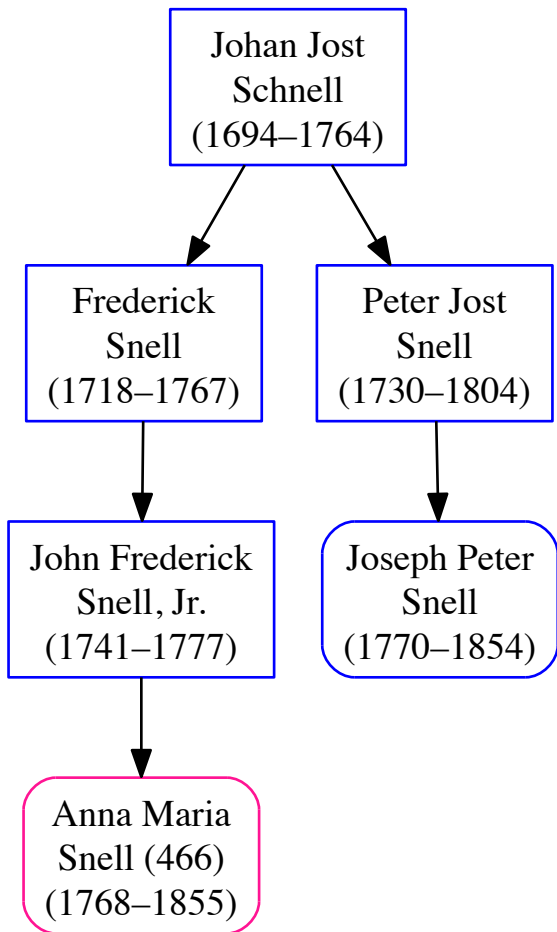 Johan Jost
Schnell
(1694–1764)
Frederick
Snell
(1718–1767)
Peter Jost
Snell
(1730–1804)
John Frederick
Snell, Jr.
(1741–1777)
Joseph Peter
Snell
(1770–1854)
Anna Maria
Snell (466)
(1768–1855)